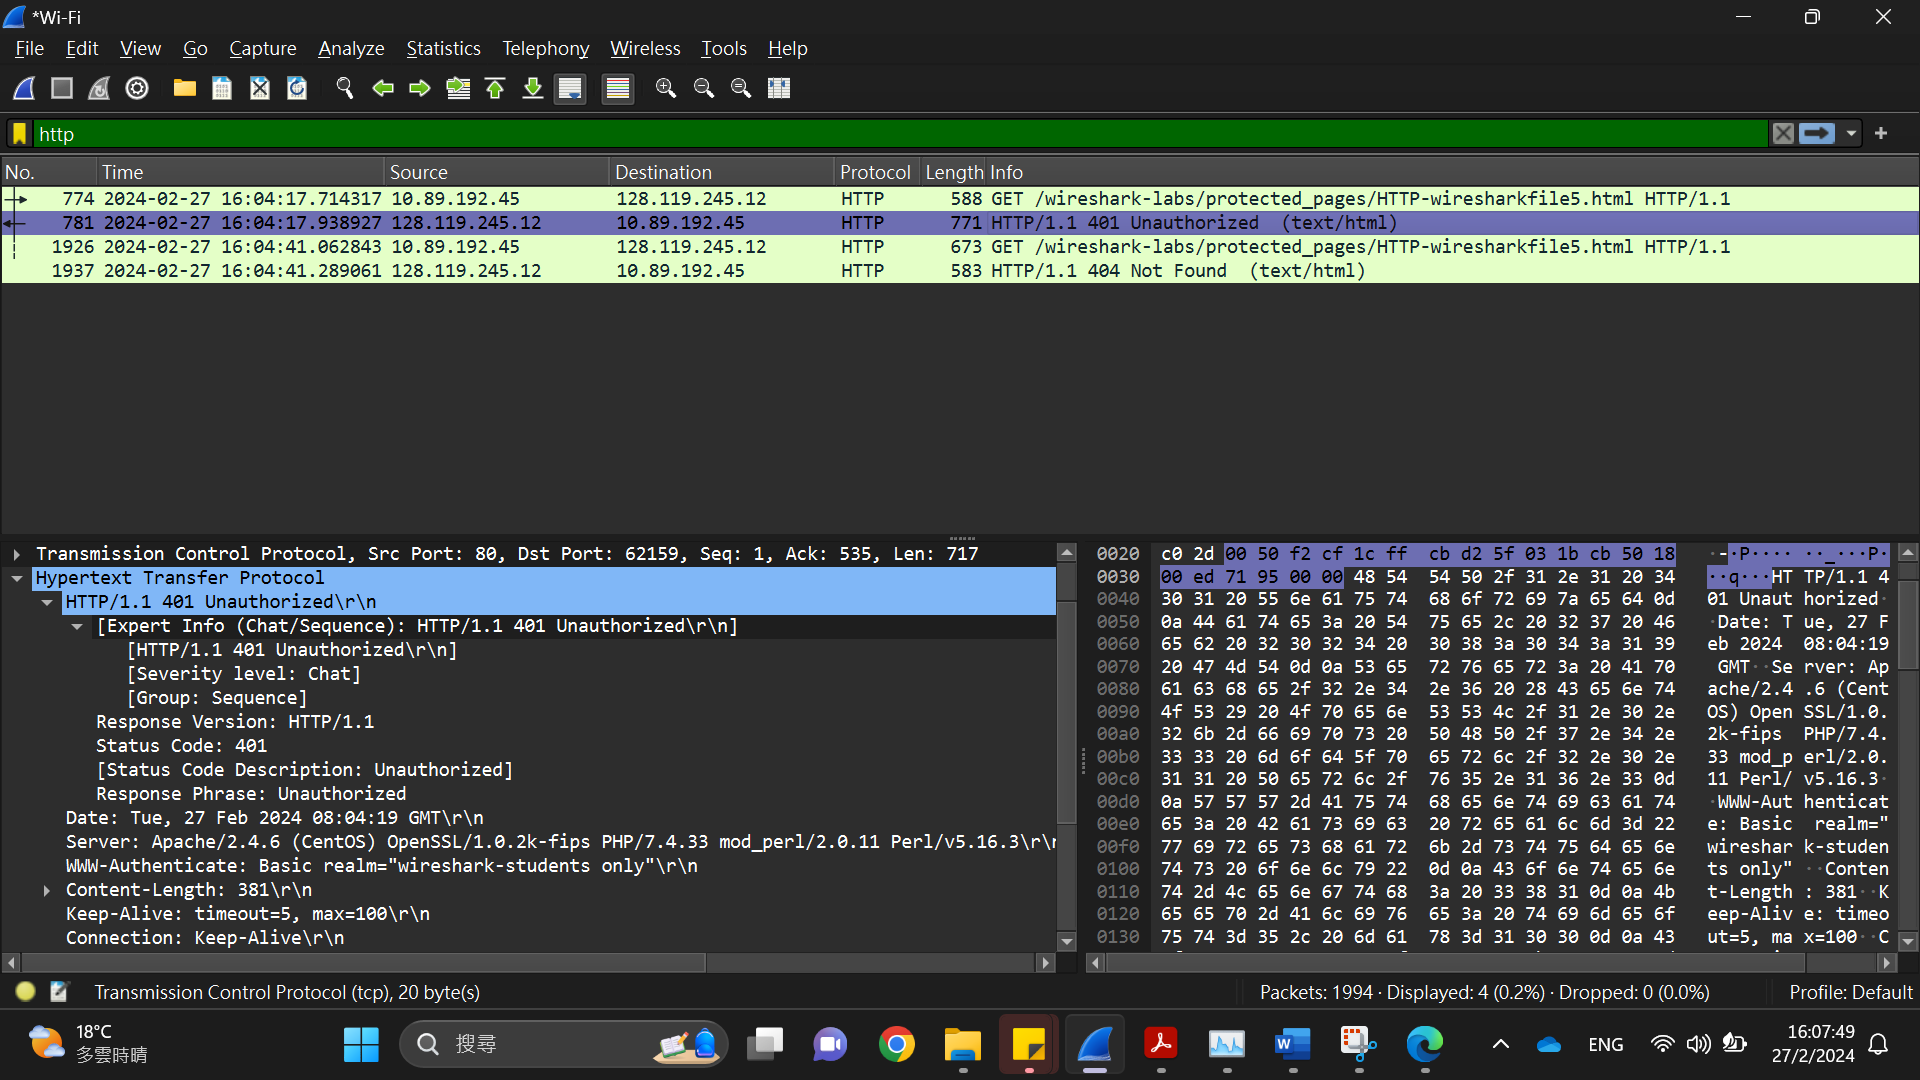 *Wi-Fi
File Edit View Go Capture Analyze Statistics Telephony Wireless Tools Help
http
No. Time Source Destination Protocol Length Info
774 2024-02-27 16:04:17.714317 10.89.192.45 128.119.245.12 HTTP 588 GET /wireshark-labs/protected_pages/HTTP-wiresharkfile5.html HTTP/1.1
781 2024-02-27 16:04:17.938927 128.119.245.12 10.89.192.45 HTTP 771 HTTP/1.1 401 Unauthorized (text/html)
1926 2024-02-27 16:04:41.062843 10.89.192.45 128.119.245.12 HTTP 673 GET /wireshark-labs/protected_pages/HTTP-wiresharkfile5.html HTTP/1.1
1937 2024-02-27 16:04:41.289061 128.119.245.12 10.89.192.45 HTTP 583 HTTP/1.1 404 Not Found (text/html)
Transmission Control Protocol, Src Port: 80, Dst Port: 62159, Seq: 1, Ack: 535, Len: 717
Hypertext Transfer Protocol
HTTP/1.1 401 Unauthorized\r\n
[Expert Info (Chat/Sequence): HTTP/1.1 401 Unauthorized\r\n]
[HTTP/1.1 401 Unauthorized\r\n]
[Severity level: Chat]
[Group: Sequence]
Response Version: HTTP/1.1
Status Code: 401
[Status Code Description: Unauthorized]
Response Phrase: Unauthorized
Date: Tue, 27 Feb 2024 08:04:19 GMT\r\n
Server: Apache/2.4.6 (CentOS) OpenSSL/1.0.2k-fips PHP/7.4.33 mod_perl/2.0.11 Perl/v5.16.3\r\n
WWW-Authenticate: Basic realm="wireshark-students only"\r\n
Content-Length: 381\r\n
Keep-Alive: timeout=5, max=100\r\n
Connection: Keep-Alive\r\n
0020 c0 2d 00 50 f2 cf 1c ff cb d2 5f 03 1b cb 50 18 ·-·P···· ··_···P·
0030 00 ed 71 95 00 00 48 54 54 50 2f 31 2e 31 20 34 ··q···HT TP/1.1 4
0040 30 31 20 55 6e 61 75 74 68 6f 72 69 7a 65 64 0d 01 Unaut horized·
0050 0a 44 61 74 65 3a 20 54 75 65 2c 20 32 37 20 46 ·Date: T ue, 27 F
0060 65 62 20 32 30 32 34 20 30 38 3a 30 34 3a 31 39 eb 2024 08:04:19
0070 20 47 4d 54 0d 0a 53 65 72 76 65 72 3a 20 41 70 GMT··Se rver: Ap
0080 61 63 68 65 2f 32 2e 34 2e 36 20 28 43 65 6e 74 ache/2.4 .6 (Cent
0090 4f 53 29 20 4f 70 65 6e 53 53 4c 2f 31 2e 30 2e OS) Open SSL/1.0.
00a0 32 6b 2d 66 69 70 73 20 50 48 50 2f 37 2e 34 2e 2k-fips PHP/7.4.
00b0 33 33 20 6d 6f 64 5f 70 65 72 6c 2f 32 2e 30 2e 33 mod_p erl/2.0.
00c0 31 31 20 50 65 72 6c 2f 76 35 2e 31 36 2e 33 0d 11 Perl/ v5.16.3·
00d0 0a 57 57 57 2d 41 75 74 68 65 6e 74 69 63 61 74 ·WWW-Aut henticat
00e0 65 3a 20 42 61 73 69 63 20 72 65 61 6c 6d 3d 22 e: Basic realm="
00f0 77 69 72 65 73 68 61 72 6b 2d 73 74 75 64 65 6e wireshar k-studen
0100 74 73 20 6f 6e 6c 79 22 0d 0a 43 6f 6e 74 65 6e ts only" ··Conten
0110 74 2d 4c 65 6e 67 74 68 3a 20 33 38 31 0d 0a 4b t-Length : 381··K
0120 65 65 70 2d 41 6c 69 76 65 3a 20 74 69 6d 65 6f eep-Aliv e: timeo
0130 75 74 3d 35 2c 20 6d 61 78 3d 31 30 30 0d 0a 43 ut=5, ma x=100··C
Transmission Control Protocol (tcp), 20 byte(s) Packets: 1994 · Displayed: 4 (0.2%) · Dropped: 0 (0.0%) Profile: Default
18°C
多雲時晴
搜尋
ENG
16:07:49
27/2/2024